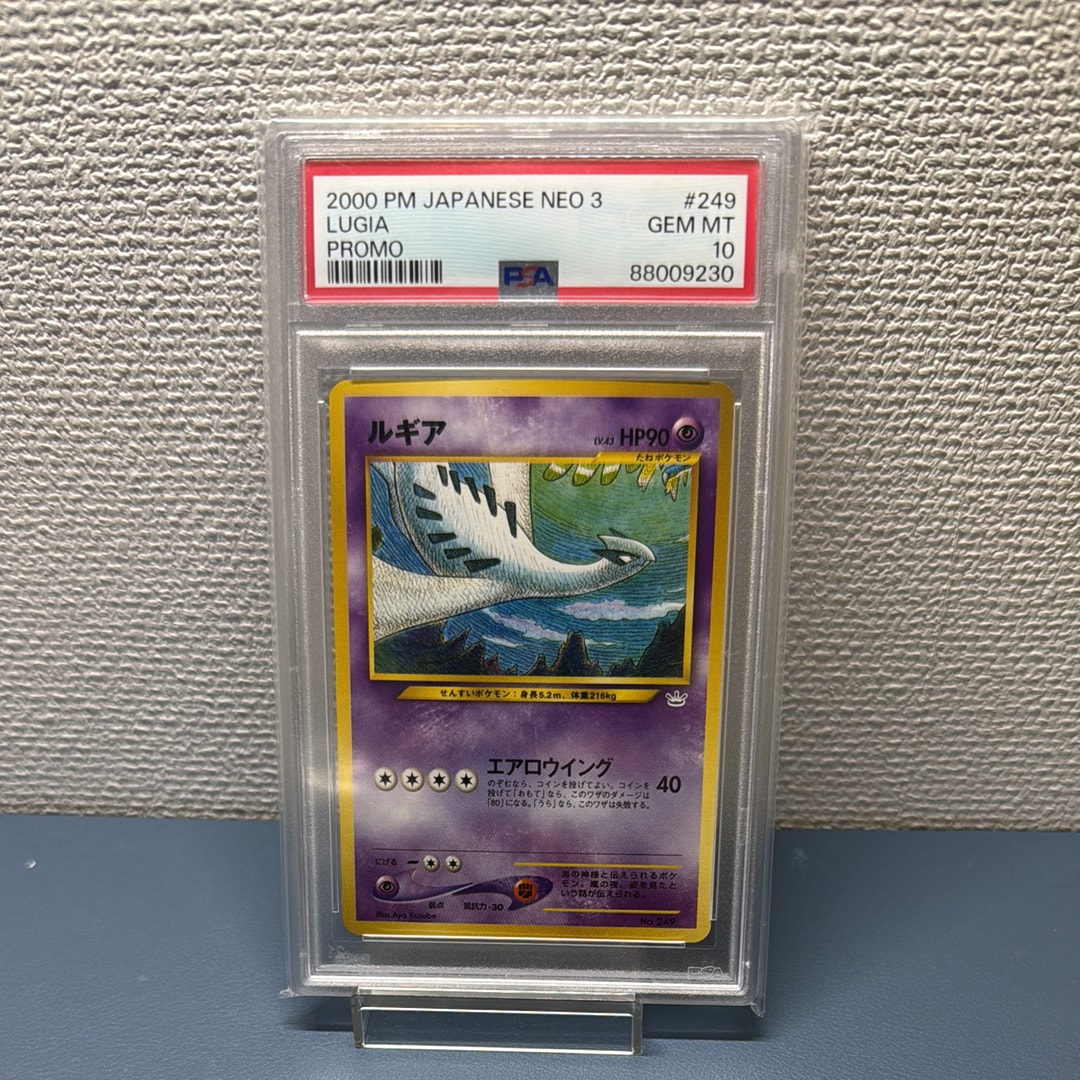 2000 PM JAPANESE NEO 3 #249
LUGIA GEM MT
PROMO 10
PSA 88009230
ルギア LV.43 HP90
たねポケモン
せんすいポケモン：身長5.2m、体重216kg
エアロウイング 40
のぞむなら、コインを投げてよい。コインを
投げて「おもて」なら、このワザのダメージは
「80」になる。「うら」なら、このワザは失敗する。
にげる
弱点 抵抗力-30
海の神様と伝えられるポケ
モン。嵐の夜、姿を見たと
いう話が伝えられる。
Illus.Ayo Kusube No.249
PSA